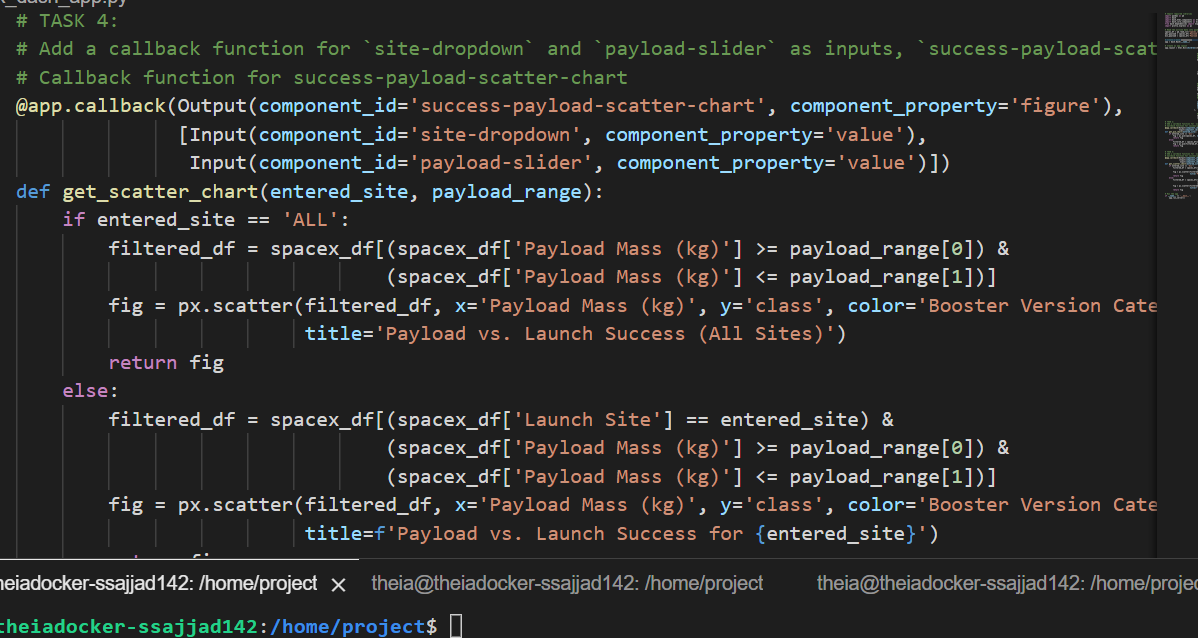 _dash_app.py
# TASK 4:
# Add a callback function for `site-dropdown` and `payload-slider` as inputs, `success-payload-scat
# Callback function for success-payload-scatter-chart
@app.callback(Output(component_id='success-payload-scatter-chart', component_property='figure'),
[Input(component_id='site-dropdown', component_property='value'),
Input(component_id='payload-slider', component_property='value')])
def get_scatter_chart(entered_site, payload_range):
if entered_site == 'ALL':
filtered_df = spacex_df[(spacex_df['Payload Mass (kg)'] >= payload_range[0]) &
(spacex_df['Payload Mass (kg)'] <= payload_range[1])]
fig = px.scatter(filtered_df, x='Payload Mass (kg)', y='class', color='Booster Version Cate
title='Payload vs. Launch Success (All Sites)')
return fig
else:
filtered_df = spacex_df[(spacex_df['Launch Site'] == entered_site) &
(spacex_df['Payload Mass (kg)'] >= payload_range[0]) &
(spacex_df['Payload Mass (kg)'] <= payload_range[1])]
fig = px.scatter(filtered_df, x='Payload Mass (kg)', y='class', color='Booster Version Cate
title=f'Payload vs. Launch Success for {entered_site}')
heiadocker-ssajjad142: /home/project × theia@theiadocker-ssajjad142: /home/project theia@theiadocker-ssajjad142: /home/projec
theiadocker-ssajjad142:/home/project$